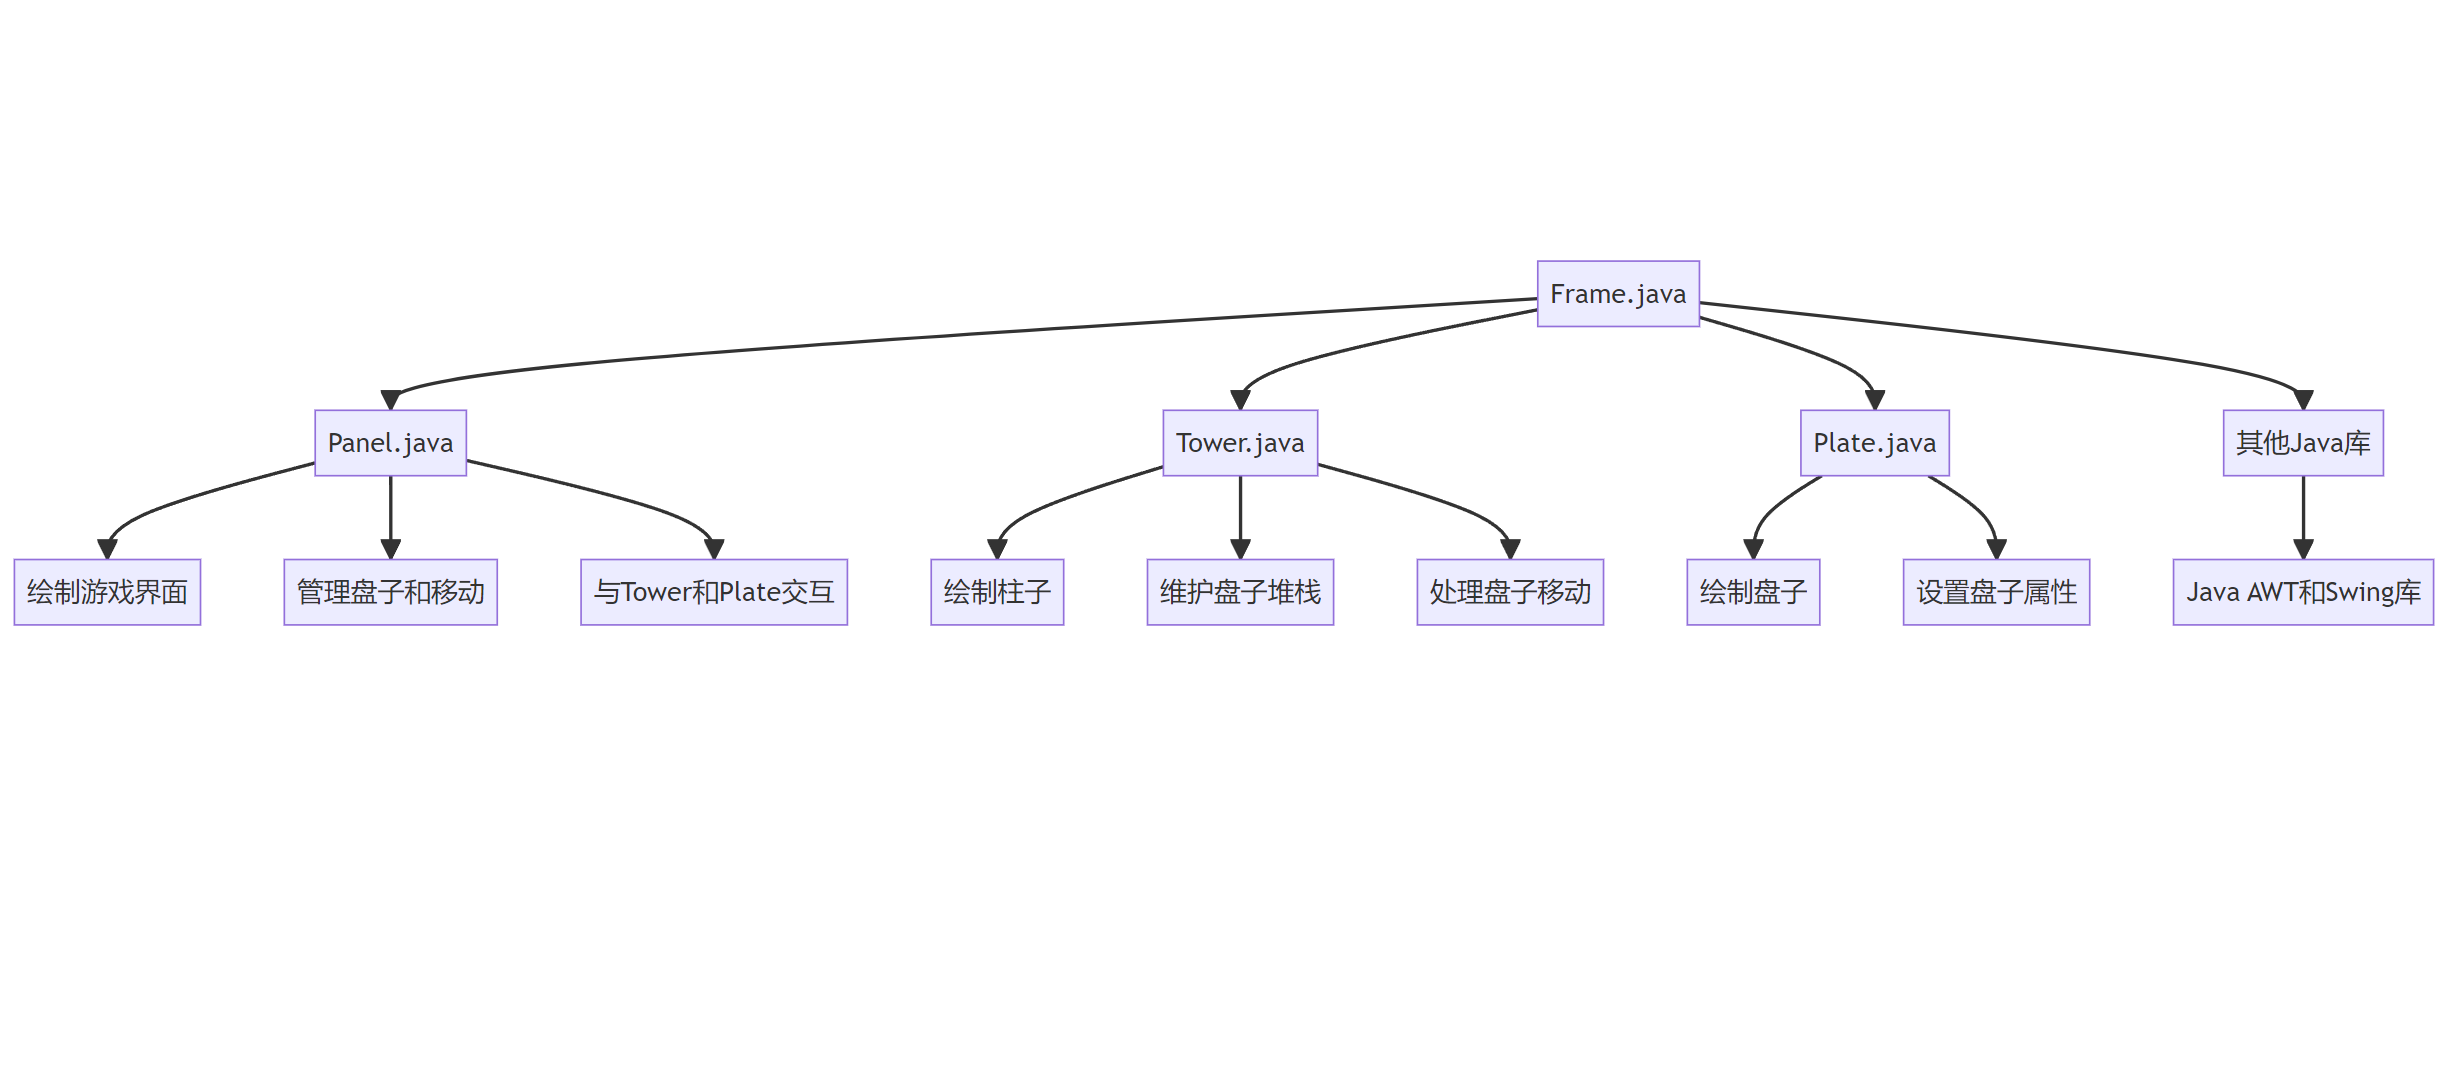 Frame.java
Panel.java
Tower.java
Plate.java
其他Java库
绘制游戏界面
管理盘子和移动
与Tower和Plate交互
绘制柱子
维护盘子堆栈
处理盘子移动
绘制盘子
设置盘子属性
Java AWT和Swing库